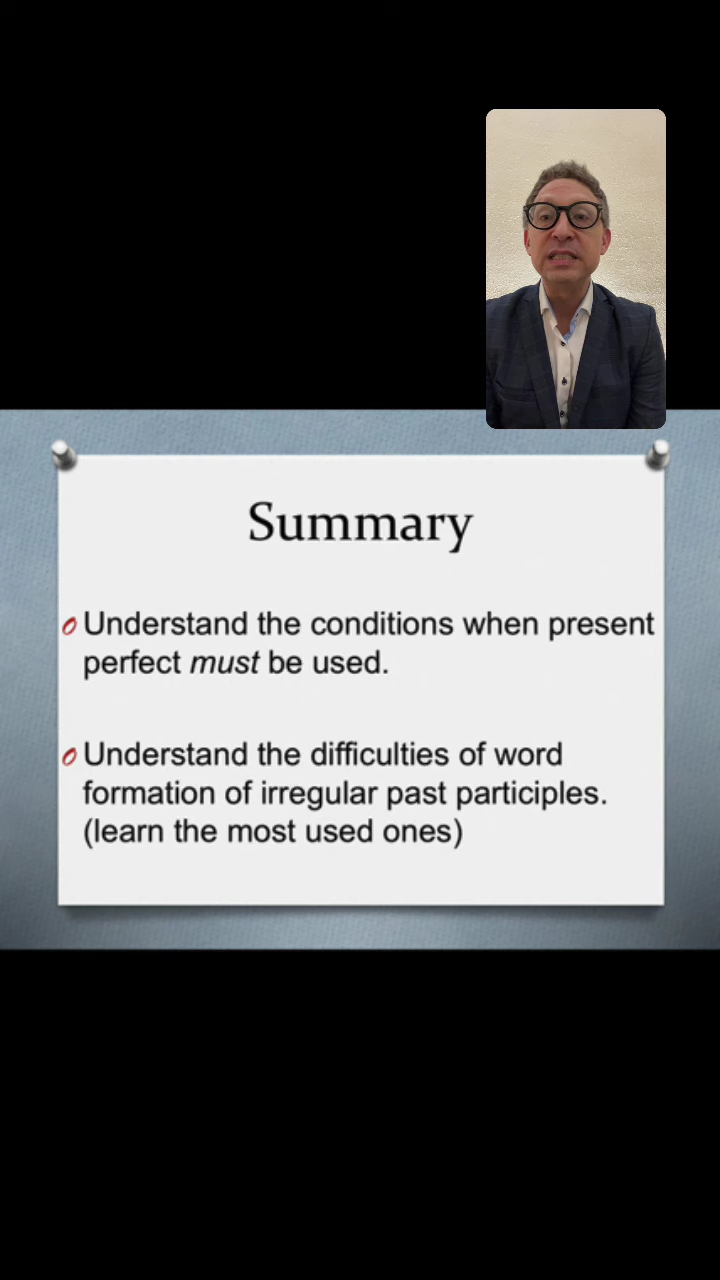 Summary
Understand the conditions when present
perfect must be used.
Understand the difficulties of word
formation of irregular past participles.
(learn the most used ones)